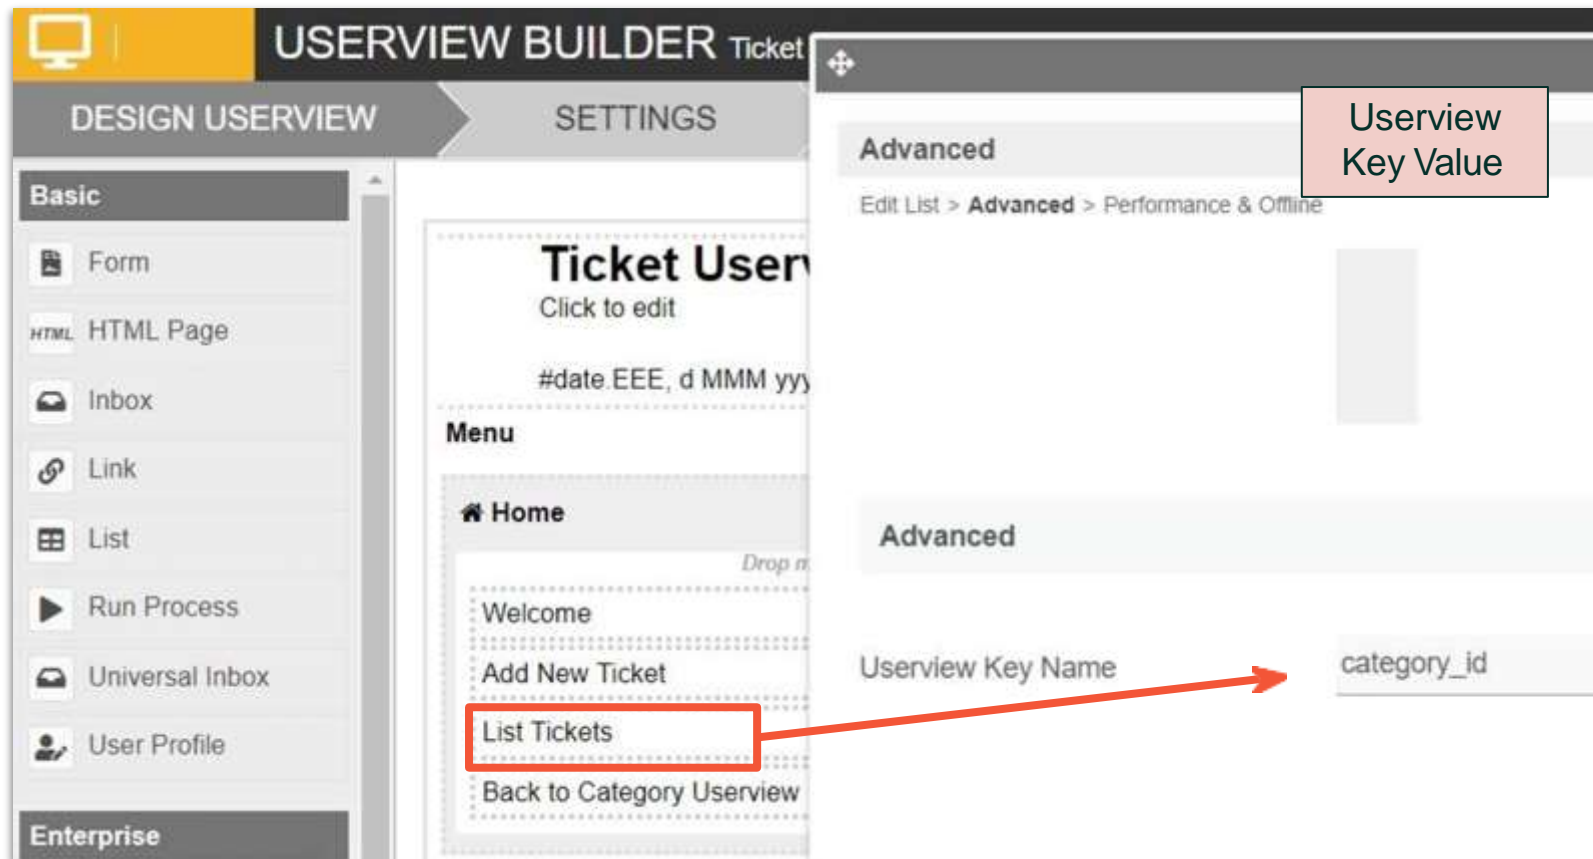 USERVIEW BUILDER Ticket
DESIGN USERVIEW
SETTINGS
Basic
Form
HTML HTML Page
Inbox
Link
List
Run Process
Universal Inbox
User Profile
Enterprise
Ticket Userv
Click to edit
#date.EEE, d MMM yyy
Menu
Home
Drop m
Welcome
Add New Ticket
List Tickets
Back to Category Userview
Userview
Key Value
Advanced
Edit List > Advanced > Performance & Offline
Advanced
Userview Key Name
category_id